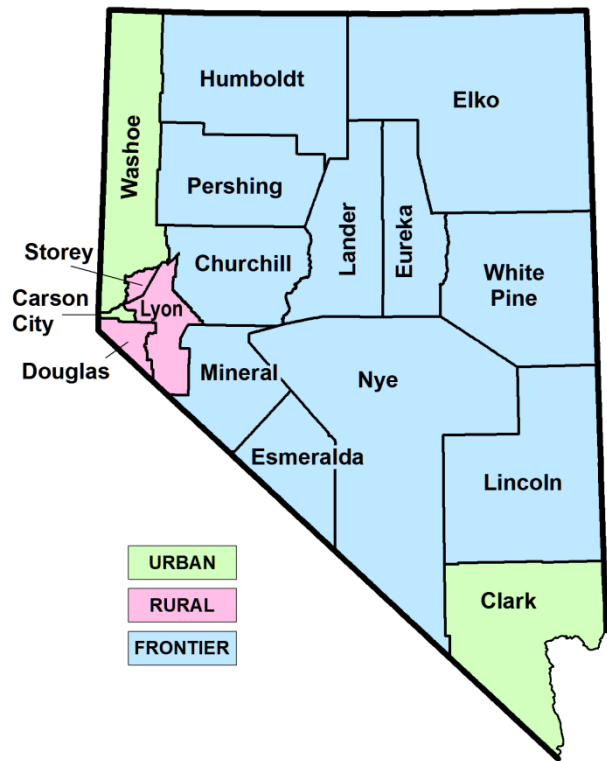 Humboldt
Elko
Washoe
Pershing
Lander
Eureka
Storey
Churchill
White
Pine
Carson
City
Lyon
Douglas
Mineral
Nye
Esmeralda
Lincoln
URBAN
RURAL
FRONTIER
Clark